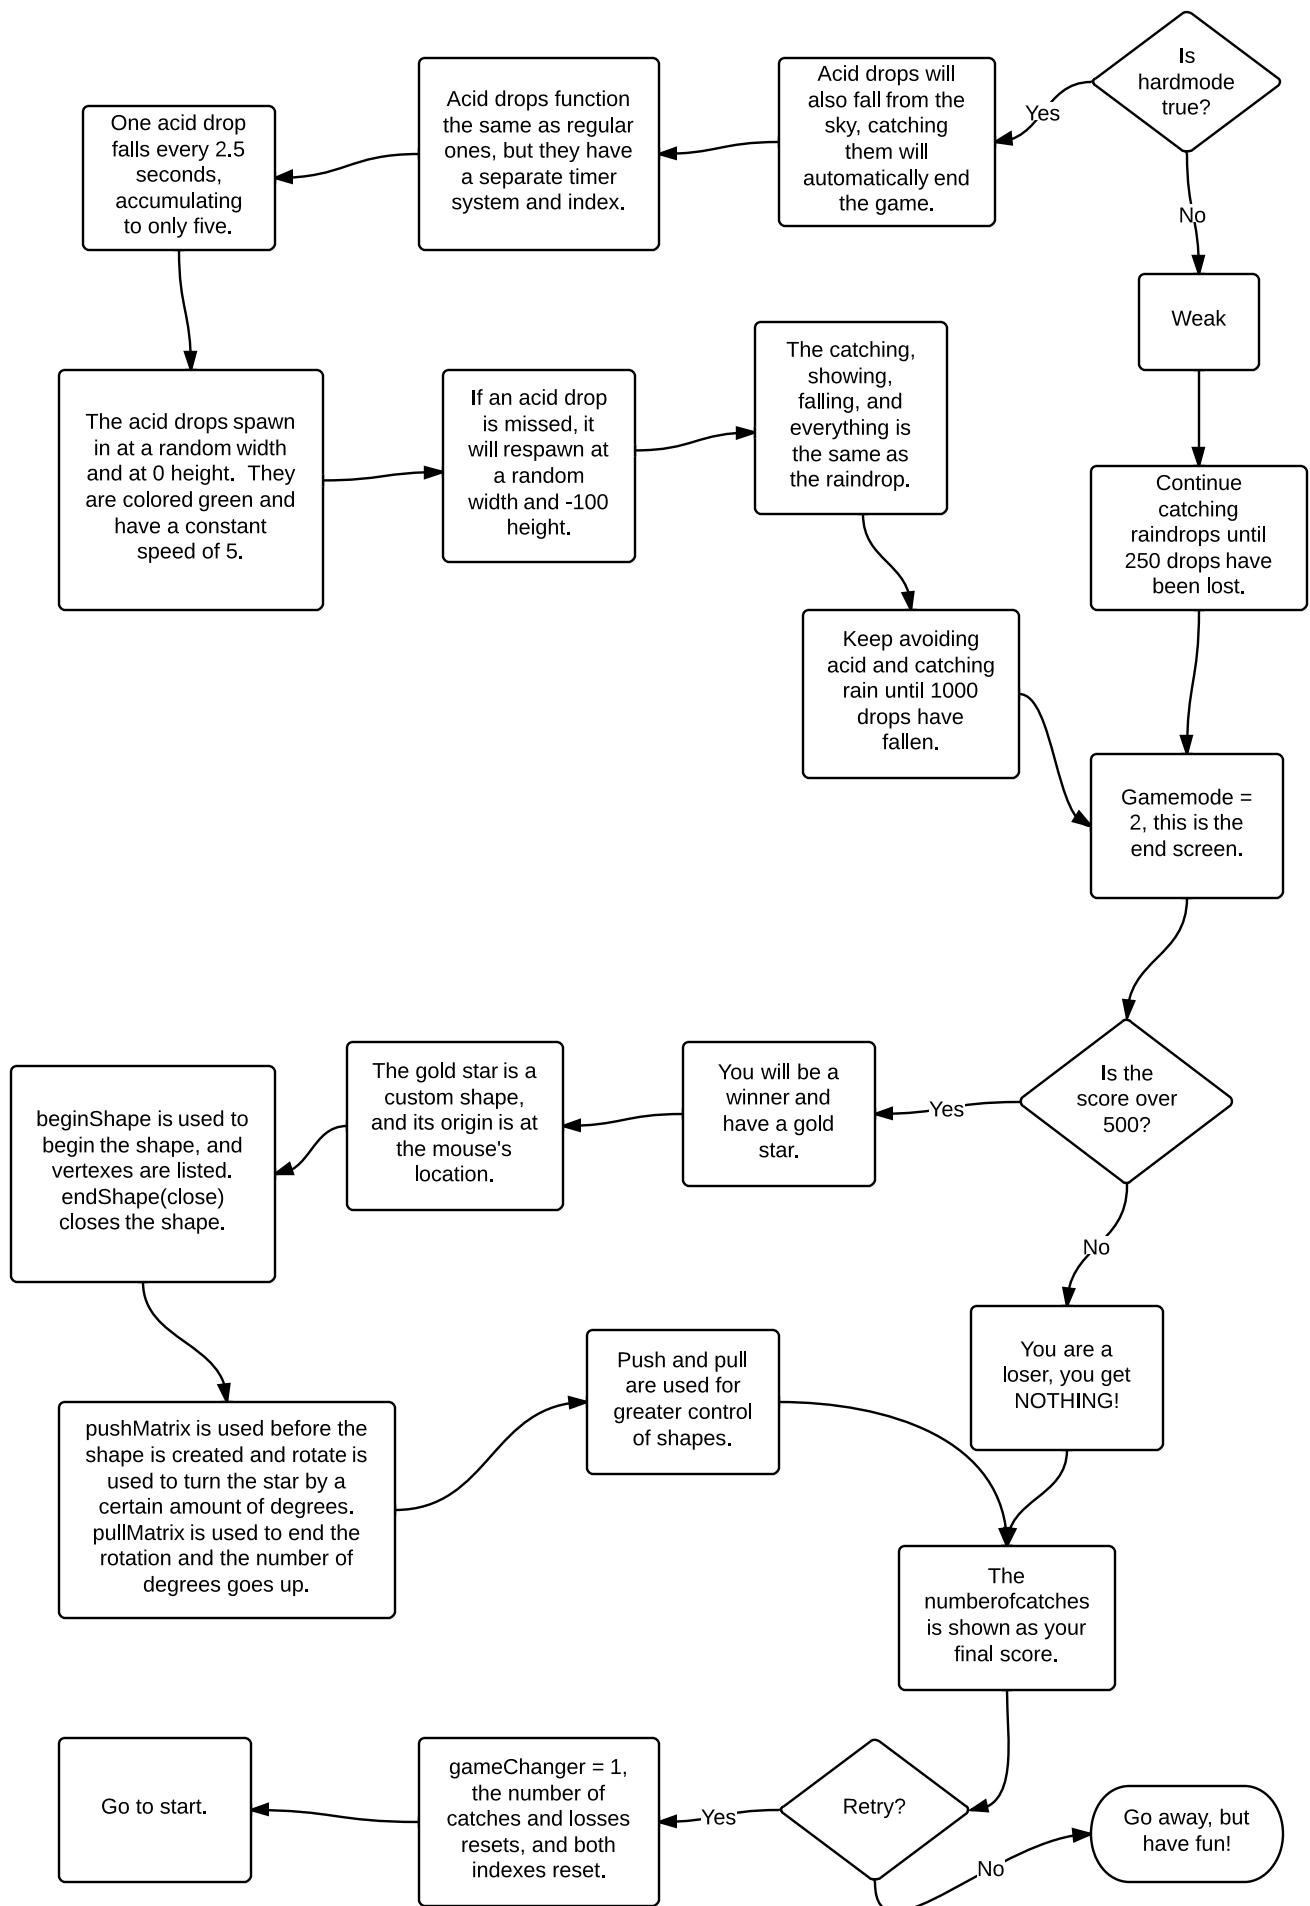 Is
hardmode
true?
Yes
No
Acid drops will
also fall from the
sky, catching
them will
automatically end
the game.
Acid drops function
the same as regular
ones, but they have
a separate timer
system and index.
One acid drop
falls every 2.5
seconds,
accumulating
to only five.
Weak
The acid drops spawn
in at a random width
and at 0 height. They
are colored green and
have a constant
speed of 5.
If an acid drop
is missed, it
will respawn at
a random
width and -100
height.
The catching,
showing,
falling, and
everything is
the same as
the raindrop.
Continue
catching
raindrops until
250 drops have
been lost.
Keep avoiding
acid and catching
rain until 1000
drops have
fallen.
Gamemode =
2, this is the
end screen.
Is the
score over
500?
Yes
No
You will be a
winner and
have a gold
star.
The gold star is a
custom shape,
and its origin is at
the mouse's
location.
beginShape is used to
begin the shape, and
vertexes are listed.
endShape(close)
closes the shape.
You are a
loser, you get
NOTHING!
pushMatrix is used before the
shape is created and rotate is
used to turn the star by a
certain amount of degrees.
pullMatrix is used to end the
rotation and the number of
degrees goes up.
Push and pull
are used for
greater control
of shapes.
The
numberofcatches
is shown as your
final score.
Retry?
Yes
No
gameChanger = 1,
the number of
catches and losses
resets, and both
indexes reset.
Go to start.
Go away, but
have fun!